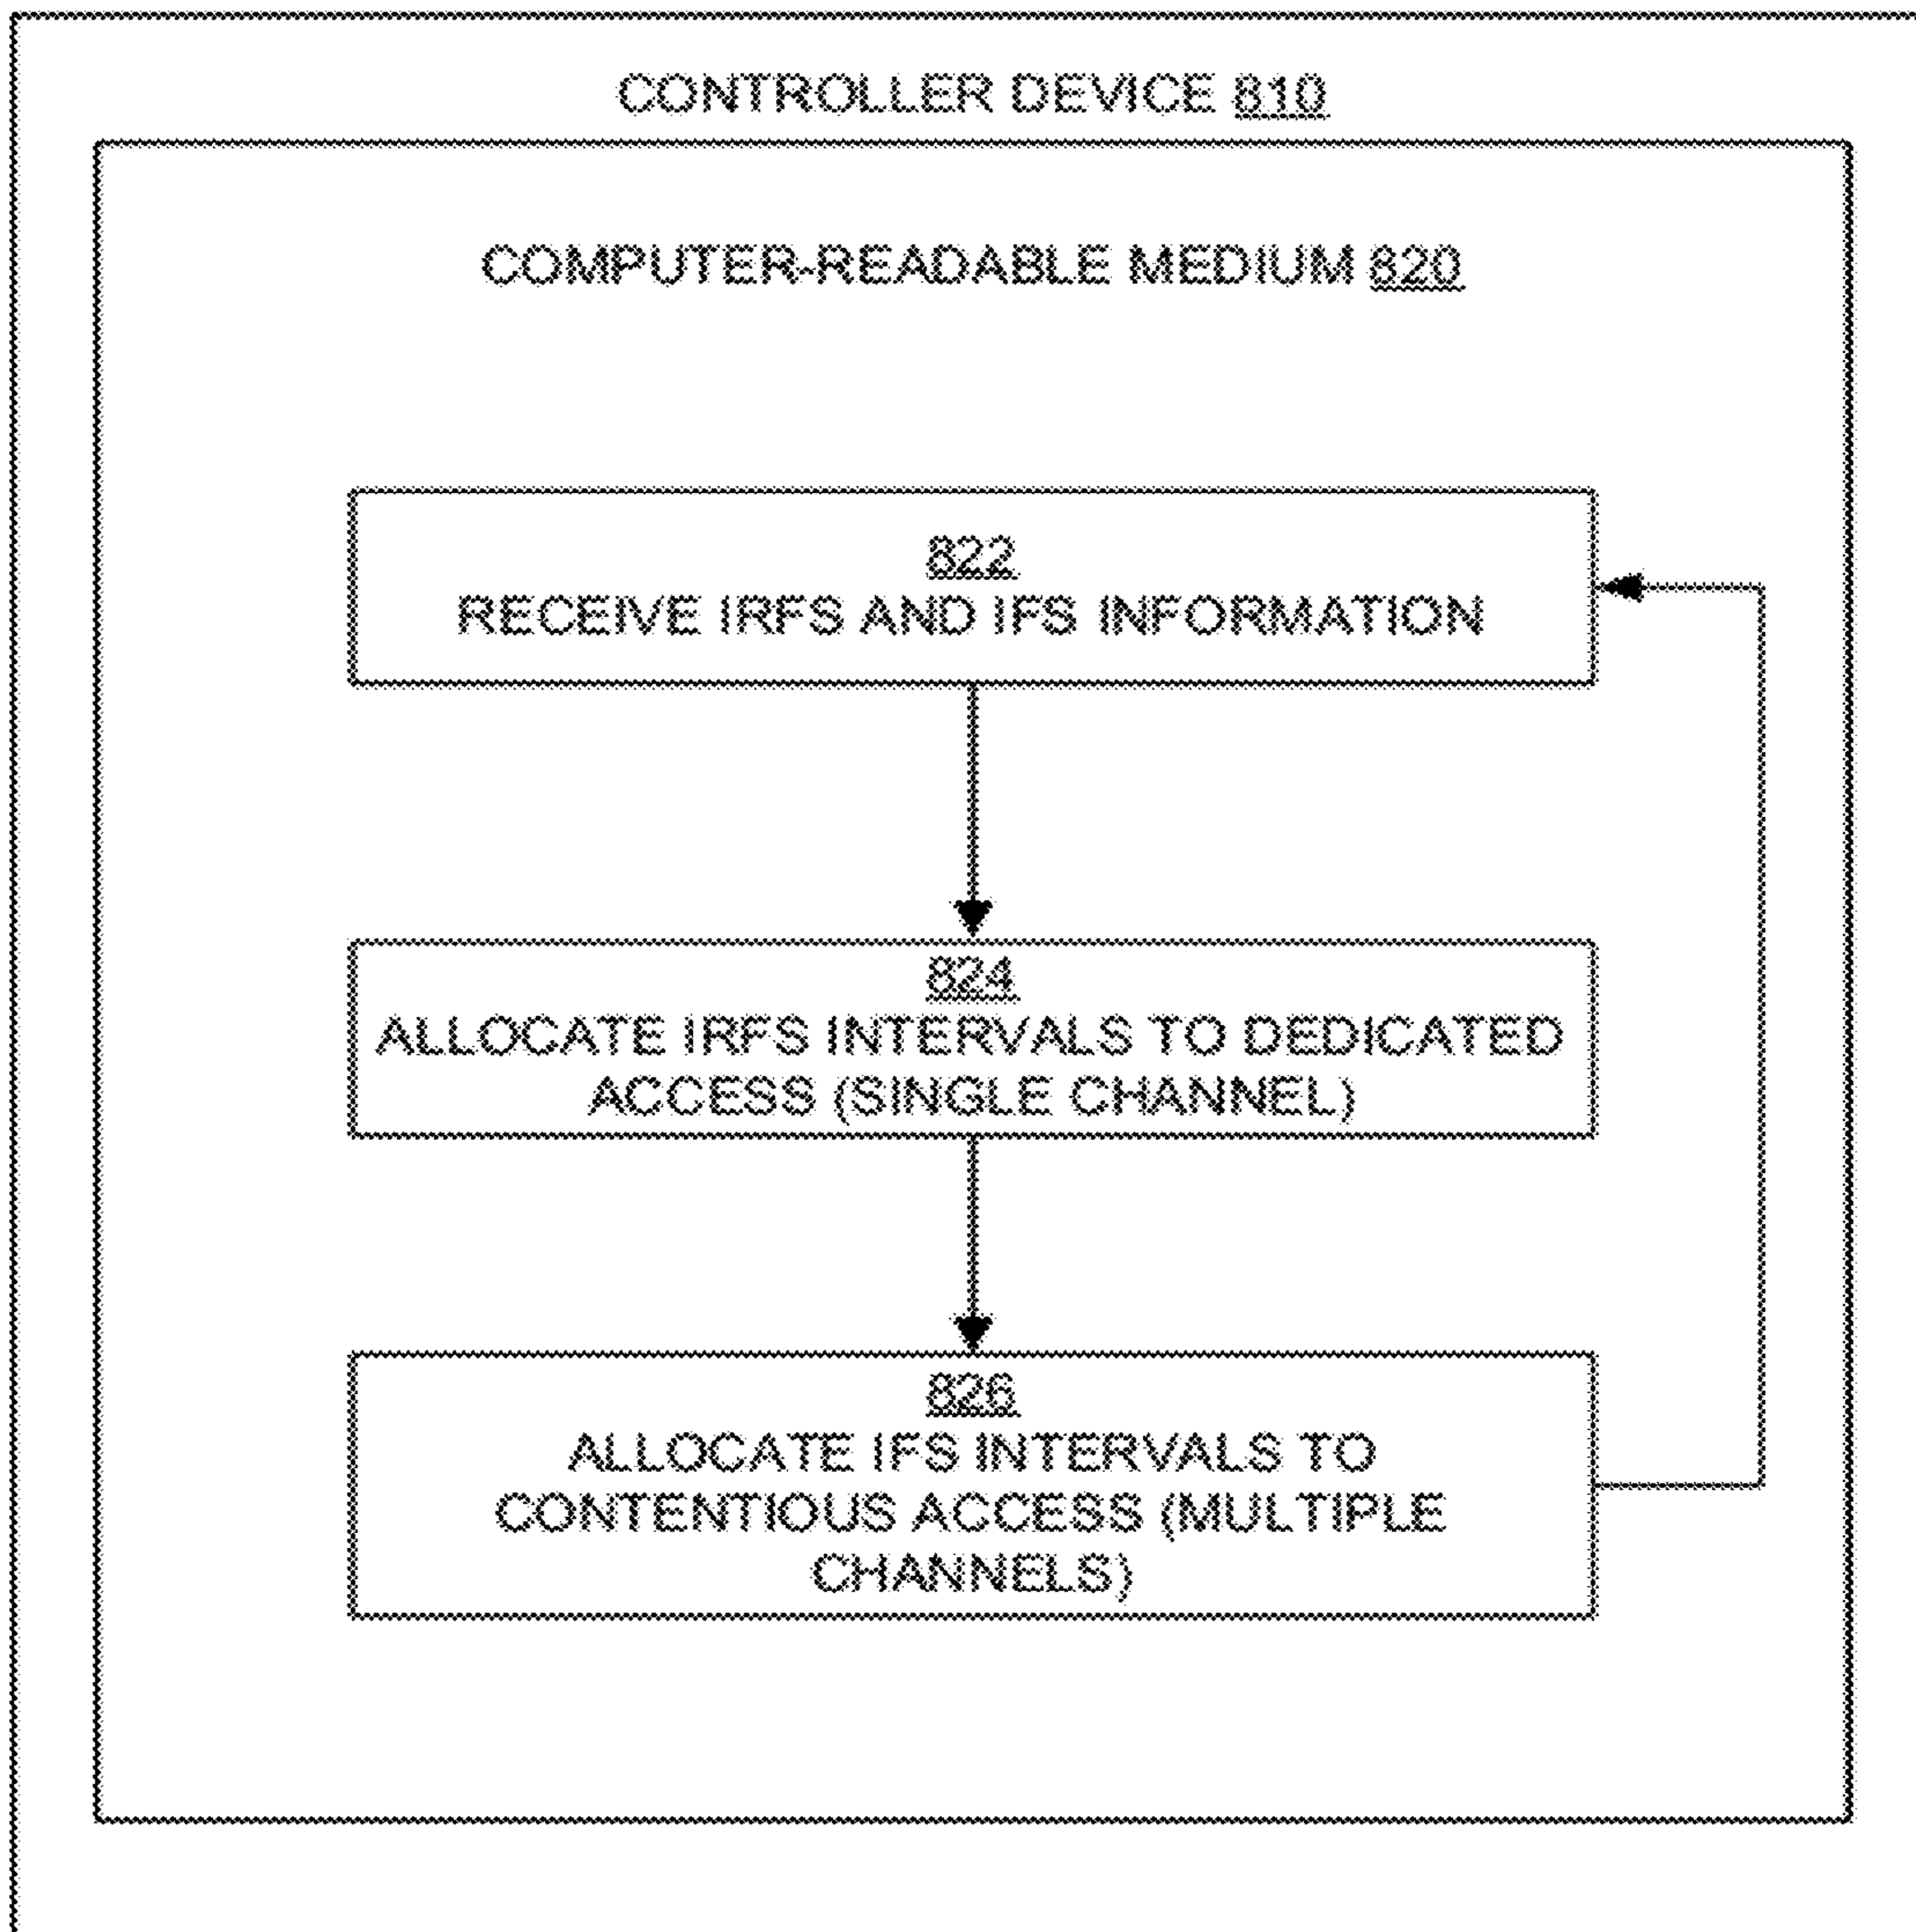 CONTROLLER DEVICE 810
COMPUTER-READABLE MEDIUM 820
822
RECEIVE IRFS AND IFS INFORMATION
824
ALLOCATE IRFS INTERVALS TO DEDICATED
ACCESS (SINGLE CHANNEL)
826
ALLOCATE IFS INTERVALS TO
CONTENTIOUS ACCESS (MULTIPLE
CHANNELS)